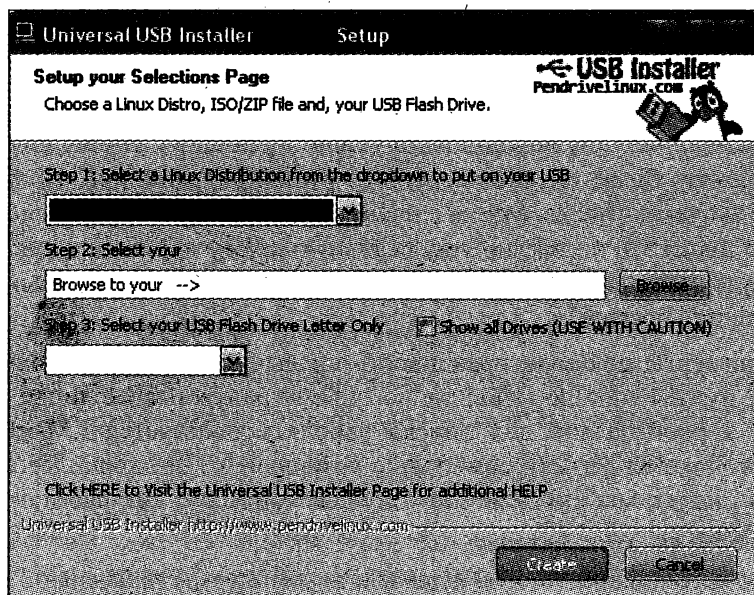 Universal USB Installer Setup
Setup your Selections Page
Choose a Linux Distro, ISO/ZIP file and, your USB Flash Drive.
USB Installer
Pendrivelinux.com
Step 1: Select a Linux Distribution from the dropdown to put on your USB
Step 2: Select your
Browse to your -->
Browse
Step 3: Select your USB Flash Drive Letter Only
Show all Drives (USE WITH CAUTION)
Click HERE to Visit the Universal USB Installer Page for additional HELP
Universal USB Installer http://www.pendrivelinux.com
Create
Cancel